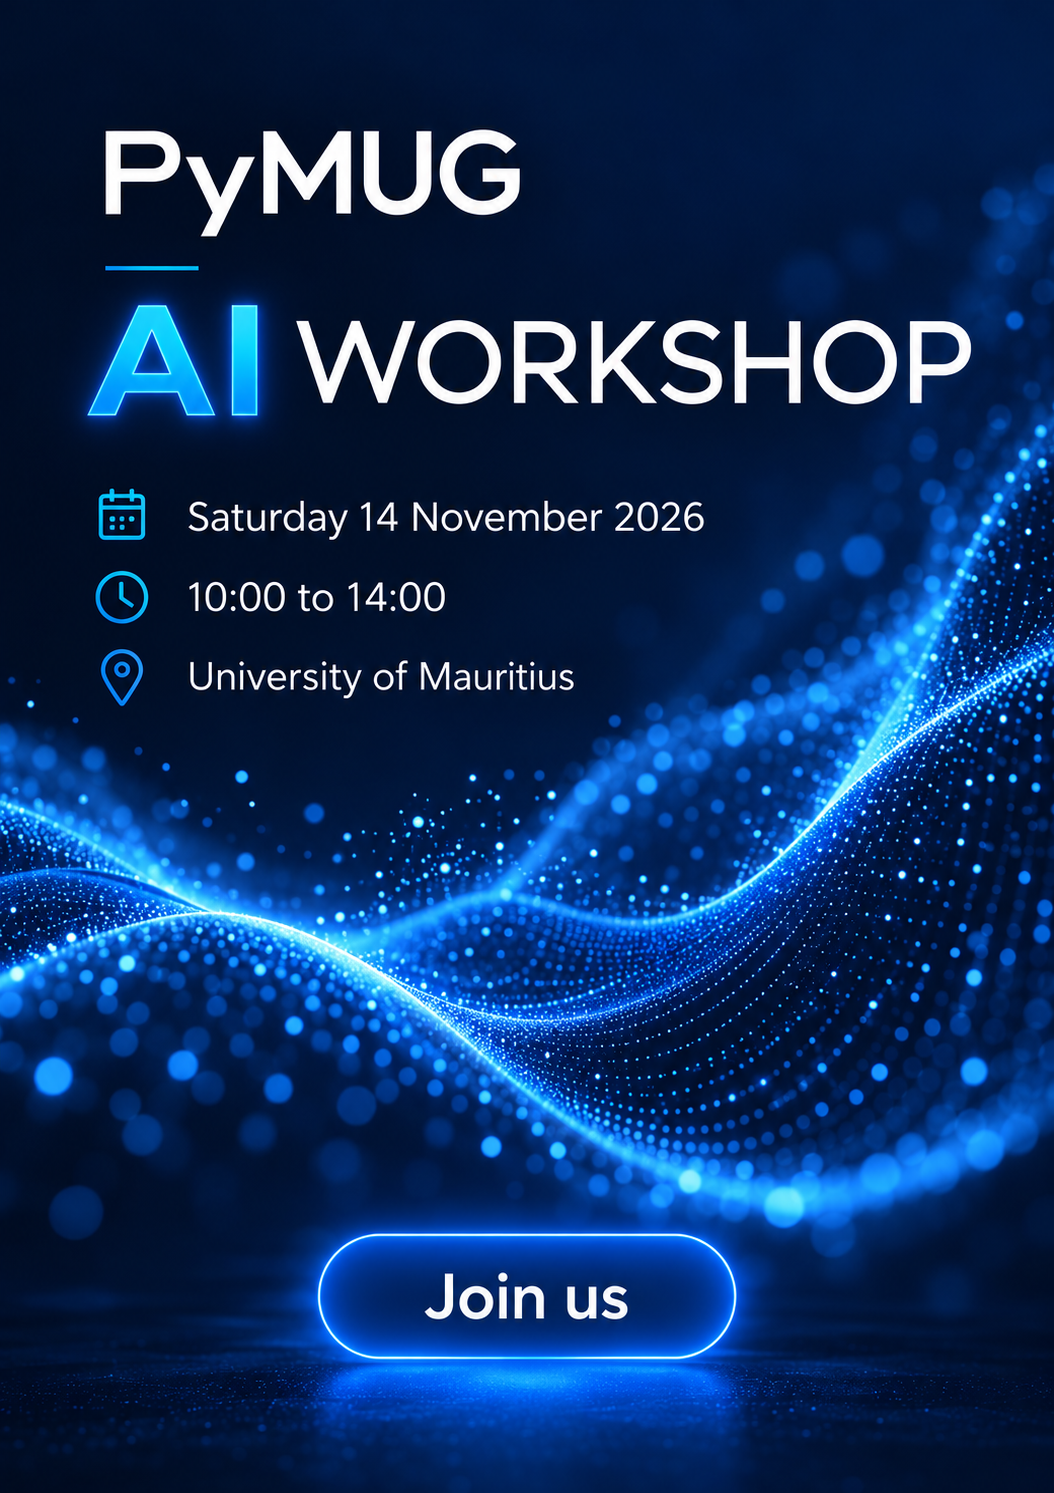 PyMUG
AI WORKSHOP
Saturday 14 November 2026
10:00 to 14:00
University of Mauritius
Join us